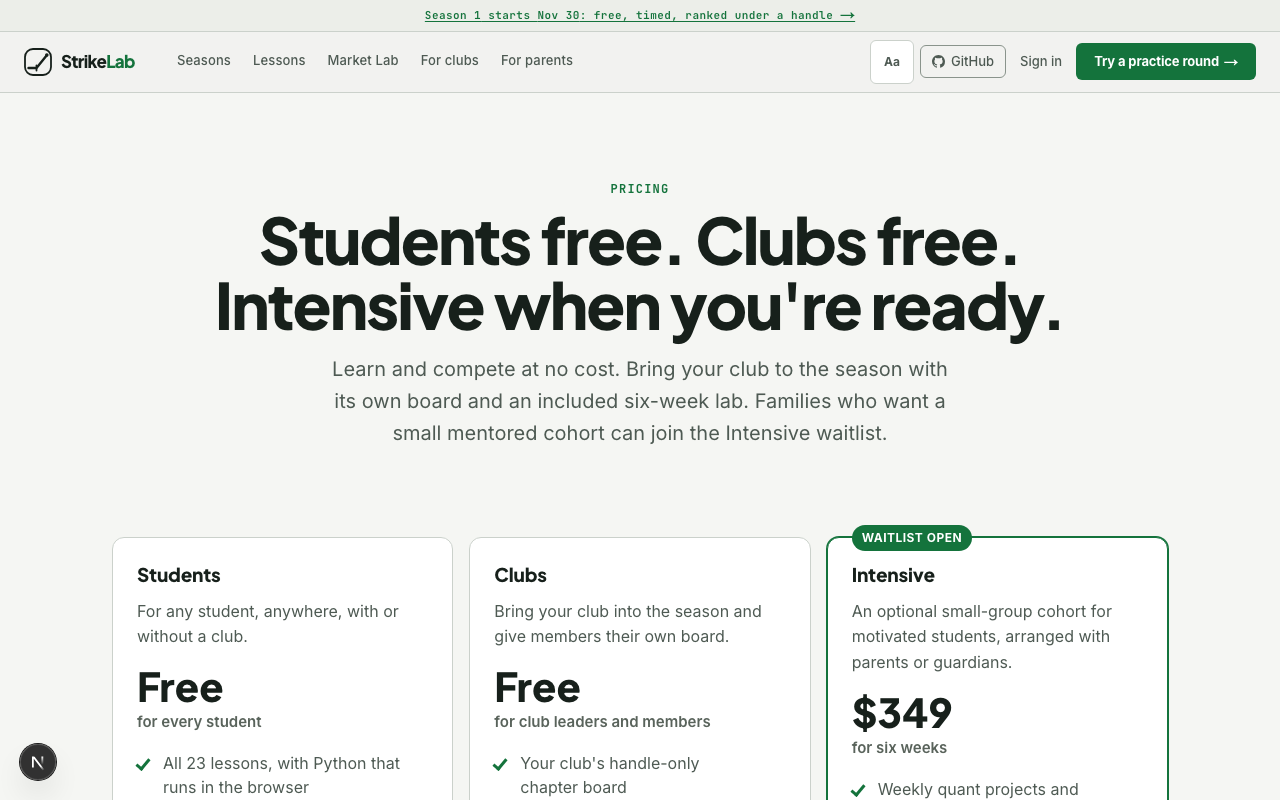 Season 1 starts Nov 30: free, timed, ranked under a handle →
StrikeLab
Seasons
Lessons
Market Lab
For clubs
For parents
Aa
GitHub
Sign in
Try a practice round →
PRICING
Students free. Clubs free.
Intensive when you're ready.
Learn and compete at no cost. Bring your club to the season with
its own board and an included six-week lab. Families who want a
small mentored cohort can join the Intensive waitlist.
Students
For any student, anywhere, with or
without a club.
Free
for every student
All 23 lessons, with Python that
runs in the browser
Clubs
Bring your club into the season and
give members their own board.
Free
for club leaders and members
Your club's handle-only
chapter board
WAITLIST OPEN
Intensive
An optional small-group cohort for
motivated students, arranged with
parents or guardians.
$349
for six weeks
Weekly quant projects and
N